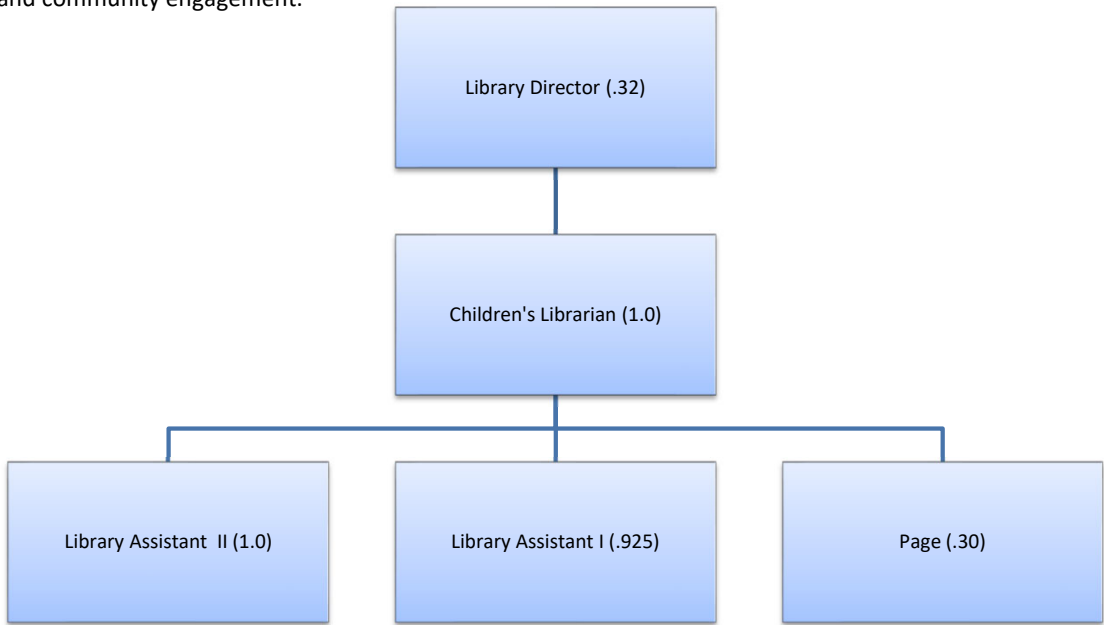 and community engagement.
Library Director (.32)
Children's Librarian (1.0)
Library Assistant  II (1.0)
Library Assistant I (.925)
Page (.30)